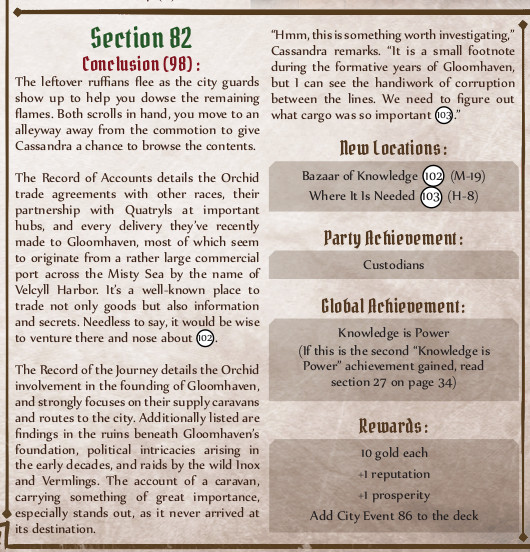 Section 82
Conclusion (98) :
The leftover ruffians flee as the city guards
show up to help you dowse the remaining
flames. Both scrolls in hand, you move to an
alleyway away from the commotion to give
Cassandra a chance to browse the contents.
The Record of Accounts details the Orchid
trade agreements with other races, their
partnership with Quatryls at important
hubs, and every delivery they've recently
made to Gloomhaven, most of which seem
to originate from a rather large commercial
port across the Misty Sea by the name of
Velcyll Harbor. It's a well-known place to
trade not only goods but also information
and secrets. Needless to say, it would be wise
to venture there and nose about 102.
The Record of the Journey details the Orchid
involvement in the founding of Gloomhaven,
and strongly focuses on their supply caravans
and routes to the city. Additionally listed are
findings in the ruins beneath Gloomhaven's
foundation, political intricacies arising in
the early decades, and raids by the wild Inox
and Vermlings. The account of a caravan,
carrying something of great importance,
especially stands out, as it never arrived at
its destination.
"Hmm, this is something worth investigating,"
Cassandra remarks. "It is a small footnote
during the formative years of Gloomhaven,
but I can see the handiwork of corruption
between the lines. We need to figure out
what cargo was so important 103."
New Locations:
Bazaar of Knowledge 102 (M-19)
Where It Is Needed 103 (H-8)
Party Achievement:
Custodians
Global Achievement:
Knowledge is Power
(If this is the second "Knowledge is
Power" achievement gained, read
section 27 on page 34)
Rewards:
10 gold each
+1 reputation
+1 prosperity
Add City Event 86 to the deck